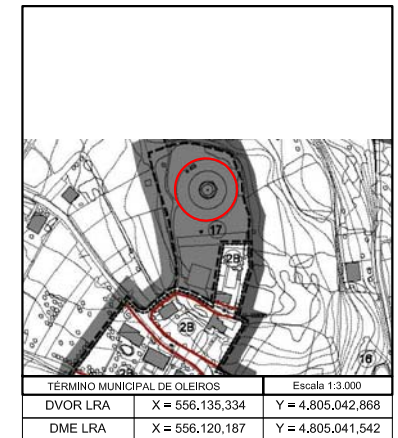 17
2B
2B
TÉRMINO MUNICIPAL DE OLEIROS Escala 1:3.000
DVOR LRA X = 556.135,334 Y = 4.805.042,868
DME LRA X = 556.120,187 Y = 4.805.041,542